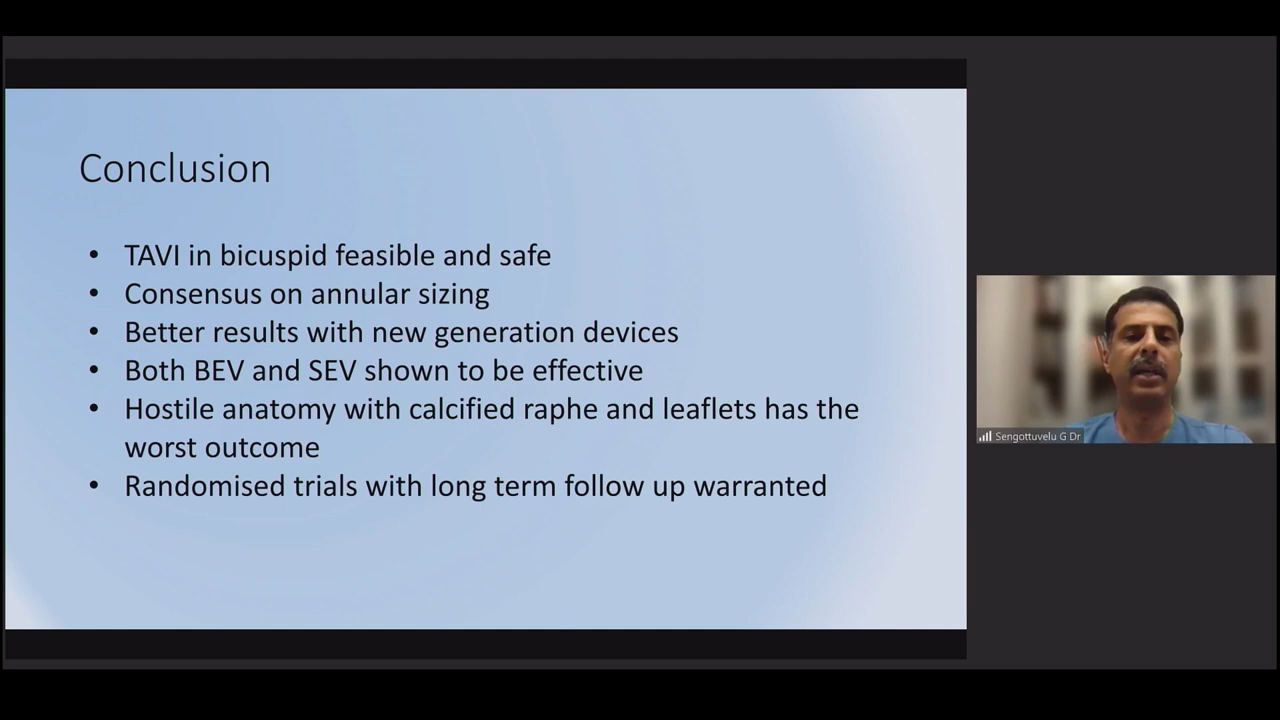 Conclusion
• TAVI in bicuspid feasible and safe
• Consensus on annular sizing
• Better results with new generation devices
• Both BEV and SEV shown to be effective
• Hostile anatomy with calcified raphe and leaflets has the
worst outcome
• Randomised trials with long term follow up warranted
Sengottuvelu G Dr